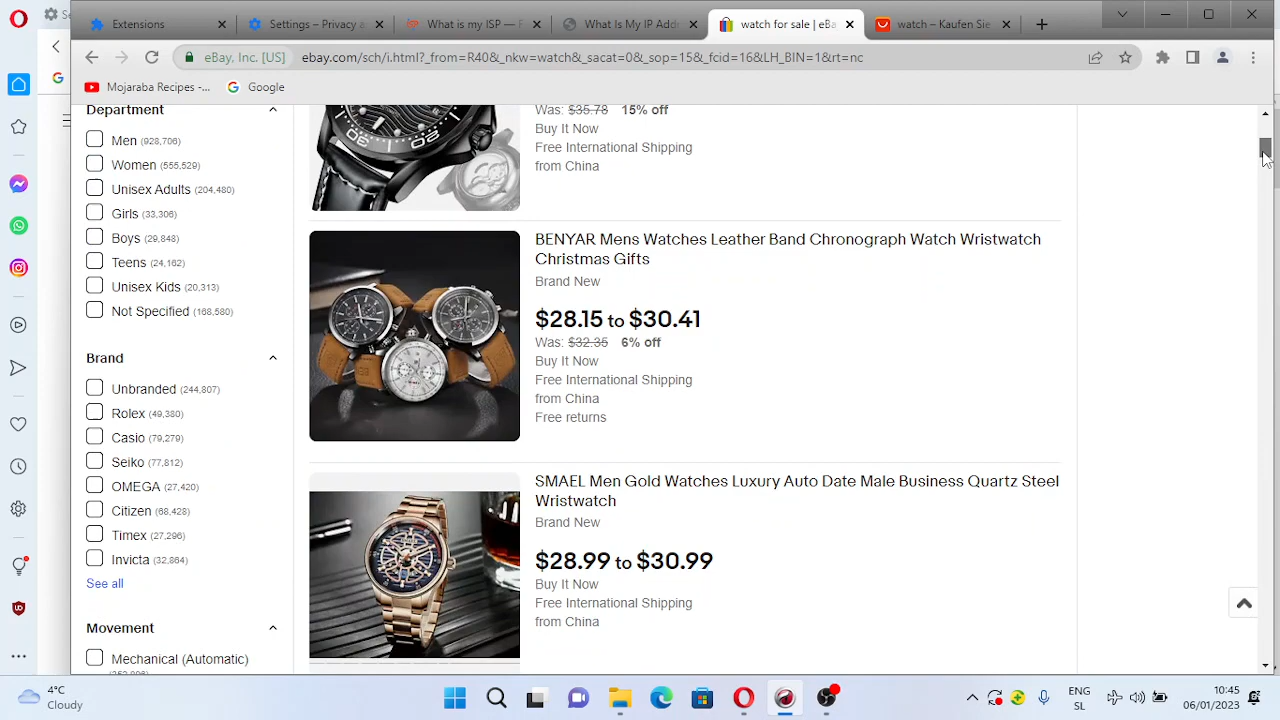 Se
Extensions
Settings – Privacy &
What is my ISP — F
What Is My IP Addr
watch for sale | eBa
watch – Kaufen Sie
eBay, Inc. [US]
ebay.com/sch/i.html?_from=R40&_nkw=watch&_sacat=0&_sop=15&_fcid=16&LH_BIN=1&rt=nc
Mojaraba Recipes -...
Google
Department
Men (928,706)
Women (555,529)
Unisex Adults (204,480)
Girls (33,306)
Boys (29,848)
Teens (24,162)
Unisex Kids (20,313)
Not Specified (168,580)
Brand
Unbranded (244,807)
Rolex (49,380)
Casio (79,279)
Seiko (77,812)
OMEGA (27,420)
Citizen (68,428)
Timex (27,296)
Invicta (32,864)
See all
Movement
Mechanical (Automatic)
Was: $35.78 15% off
Buy It Now
Free International Shipping
from China
BENYAR Mens Watches Leather Band Chronograph Watch Wristwatch
Christmas Gifts
Brand New
$28.15 to $30.41
Was: $32.35 6% off
Buy It Now
Free International Shipping
from China
Free returns
SMAEL Men Gold Watches Luxury Auto Date Male Business Quartz Steel
Wristwatch
Brand New
$28.99 to $30.99
Buy It Now
Free International Shipping
from China
4°C
Cloudy
ENG
SL
10:45
06/01/2023